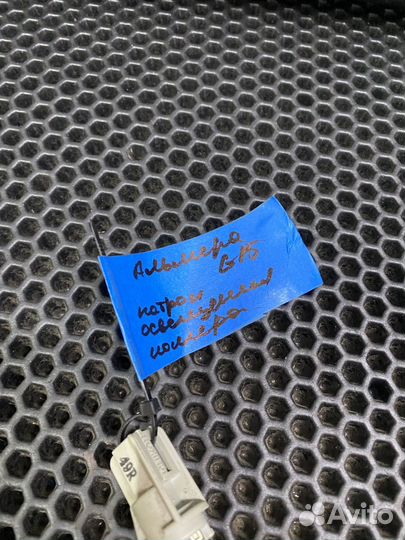 Альмера
G15
патрон
освещения
номера
49R
Avito